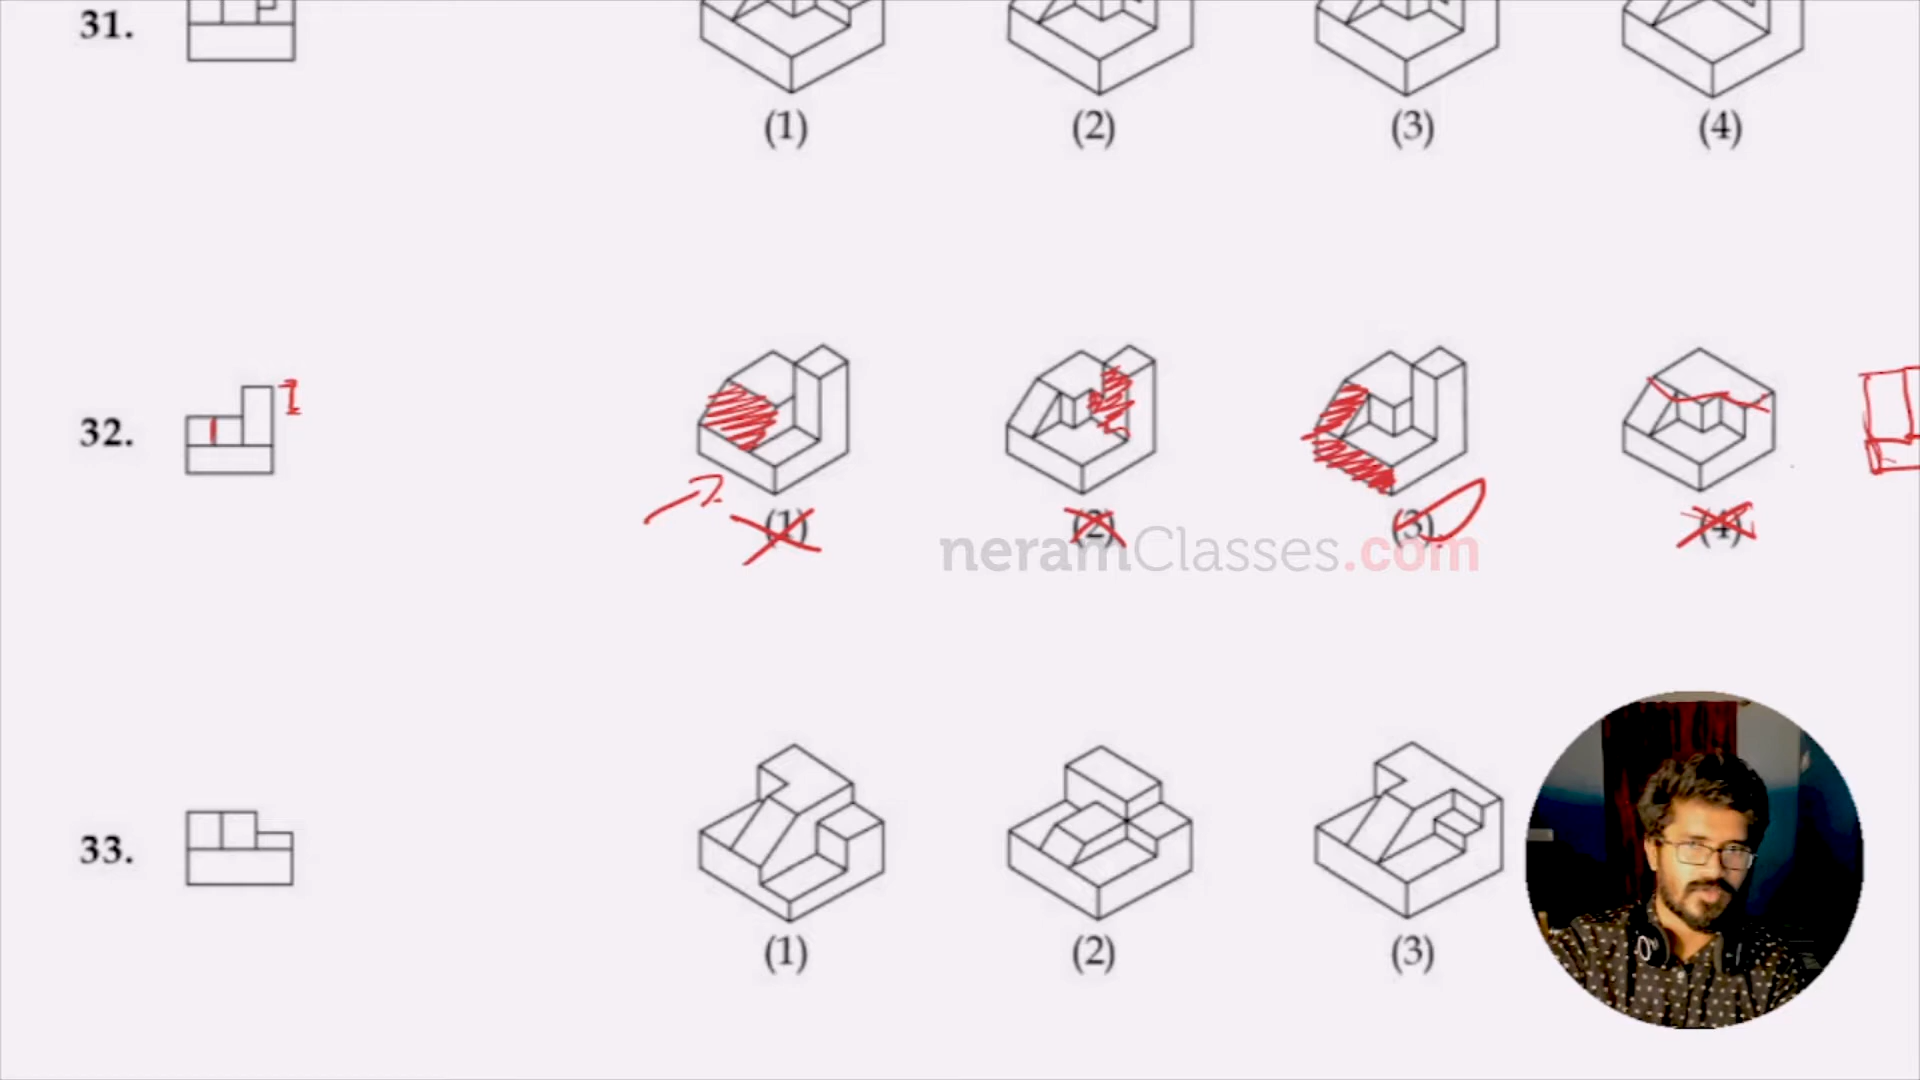 31.
(1) (2) (3) (4)
32.
(1) (2) (3) (4)
neramClasses.com
33.
(1) (2) (3)